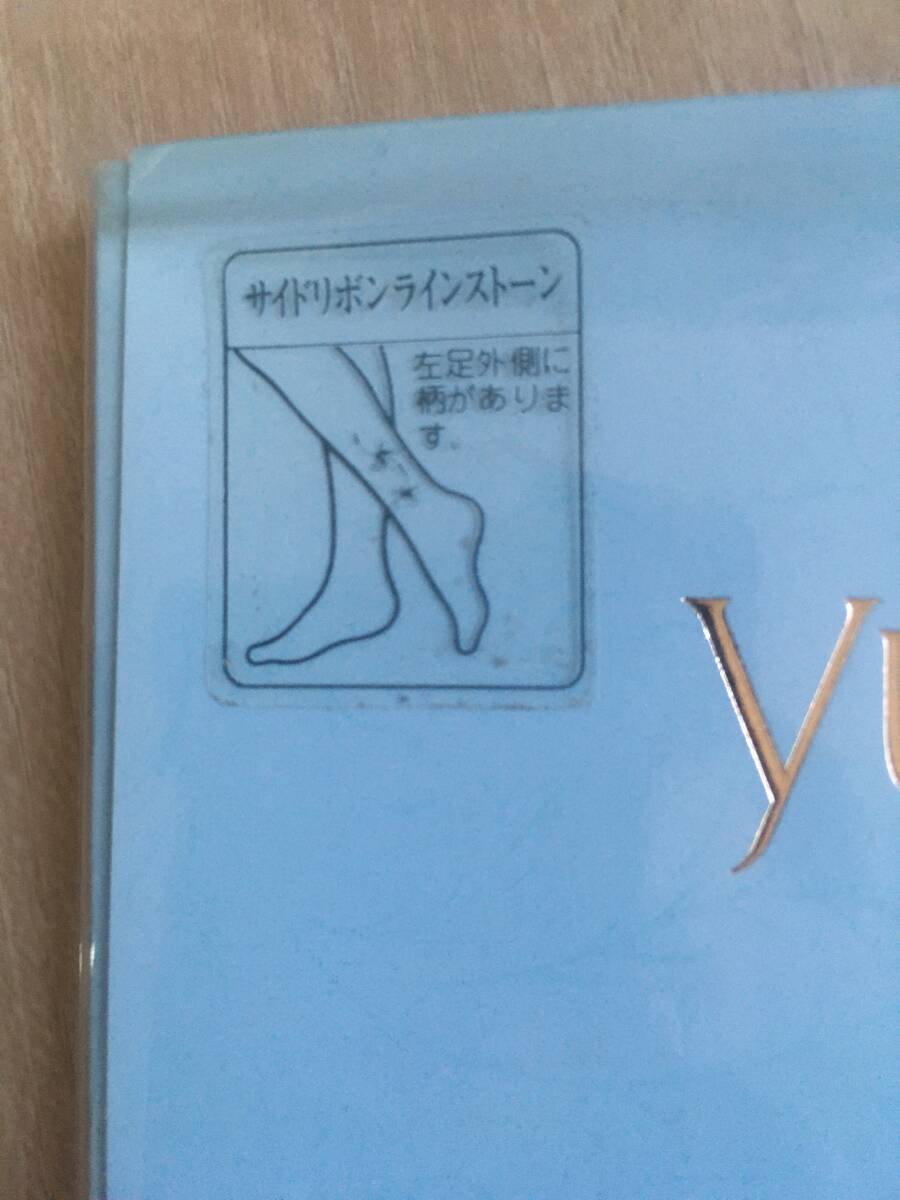 サイドリボンラインストーン
左足外側に
柄がありま
す。
yu